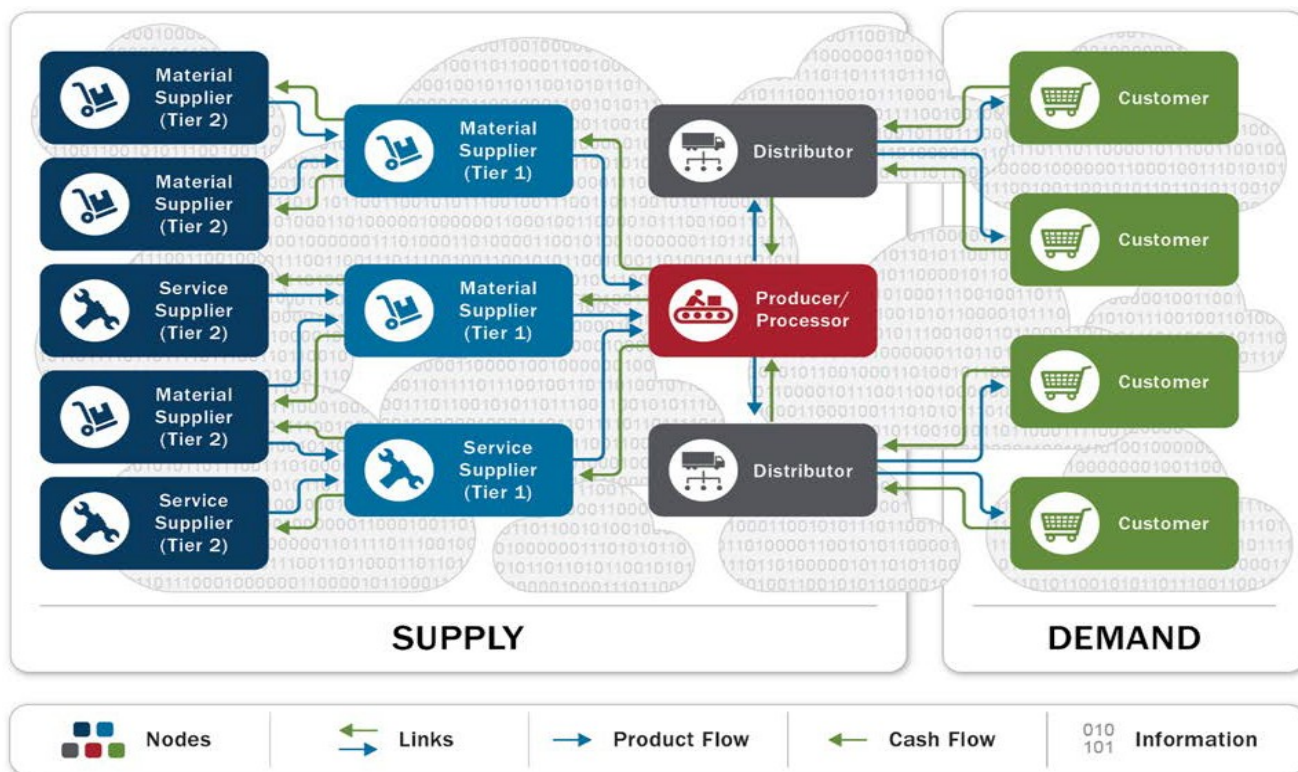 Material
Supplier
(Tier 2)
Material
Supplier
(Tier 2)
Service
Supplier
(Tier 2)
Material
Supplier
(Tier 2)
Service
Supplier
(Tier 2)
Material
Supplier
(Tier 1)
Material
Supplier
(Tier 1)
Service
Supplier
(Tier 1)
Distributor
Producer/
Processor
Distributor
Customer
Customer
Customer
Customer
SUPPLY
DEMAND
Nodes
Links
Product Flow
Cash Flow
010
101
Information